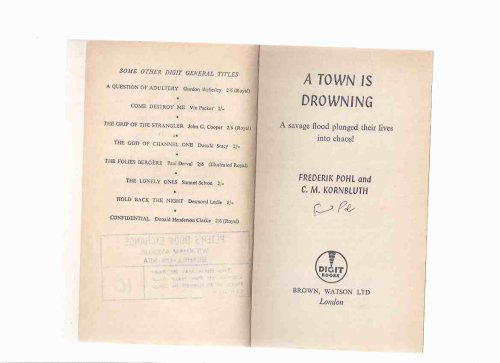 SOME OTHER DIGIT GENERAL TITLES
A QUESTION OF ADULTERY Gordon Wellesley 2/6 (Royal)
COME DESTROY ME Vin Packer 2/-
THE GRIP OF THE STRANGLER John G. Cooper 2/6 (Royal)
THE GOD OF CHANNEL ONE Donald Stacy 2/-
THE FOLIES BERGÈRE Paul Derval 2/6 (Illustrated Royal)
THE LONELY ONES Samuel 2/-
HOLD BACK THE NIGHT Desmond Leslie 2/-
CONFIDENTIAL Donald Henderson Clarke 2/6 (Royal)
PETER'S BOOK EXCHANGE
A TOWN IS
DROWNING
A savage flood plunged their lives
into chaos!
FREDERIK POHL and
C. M. KORNBLUTH
DIGIT
BOOKS
BROWN, WATSON LTD
London